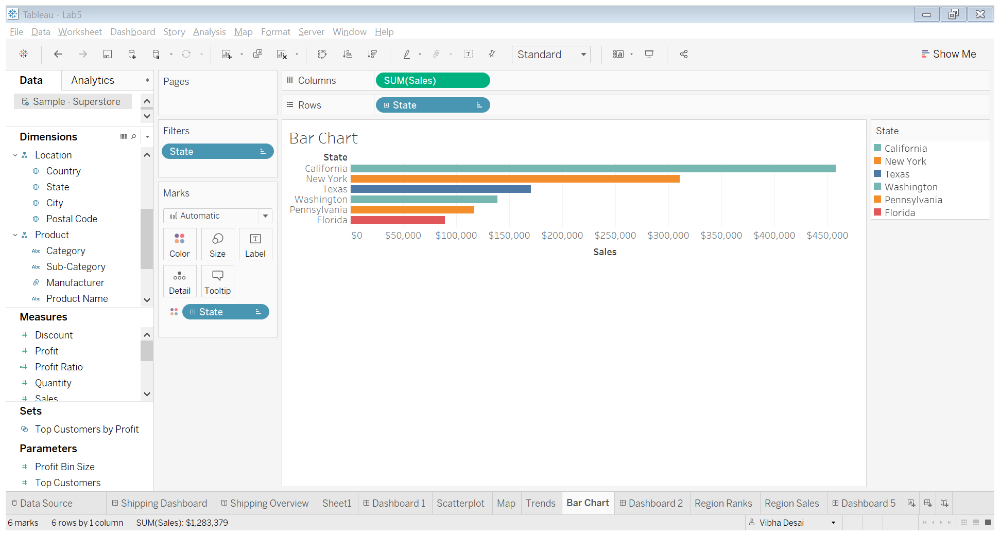 Tableau - Lab5
File Data Worksheet Dashboard Story Analysis Map Format Server Window Help
Standard
Show Me
Data Analytics
Sample - Superstore
Dimensions
Location
Country
State
City
Postal Code
Product
Abc Category
Abc Sub-Category
Manufacturer
Abc Product Name
Measures
# Discount
# Profit
=# Profit Ratio
# Quantity
# Sales
Sets
Top Customers by Profit
Parameters
# Profit Bin Size
# Top Customers
Pages
Filters
State
Marks
Automatic
Color Size T Label
Detail Tooltip
State
Columns SUM(Sales)
Rows State
Bar Chart
State
California
New York
Texas
Washington
Pennsylvania
Florida
$0 $50,000 $100,000 $150,000 $200,000 $250,000 $300,000 $350,000 $400,000 $450,000
Sales
State
California
New York
Texas
Washington
Pennsylvania
Florida
Data Source Shipping Dashboard Shipping Overview Sheet1 Dashboard 1 Scatterplot Map Trends Bar Chart Dashboard 2 Region Ranks Region Sales Dashboard 5
6 marks 6 rows by 1 column SUM(Sales): $1,283,379 Vibha Desai